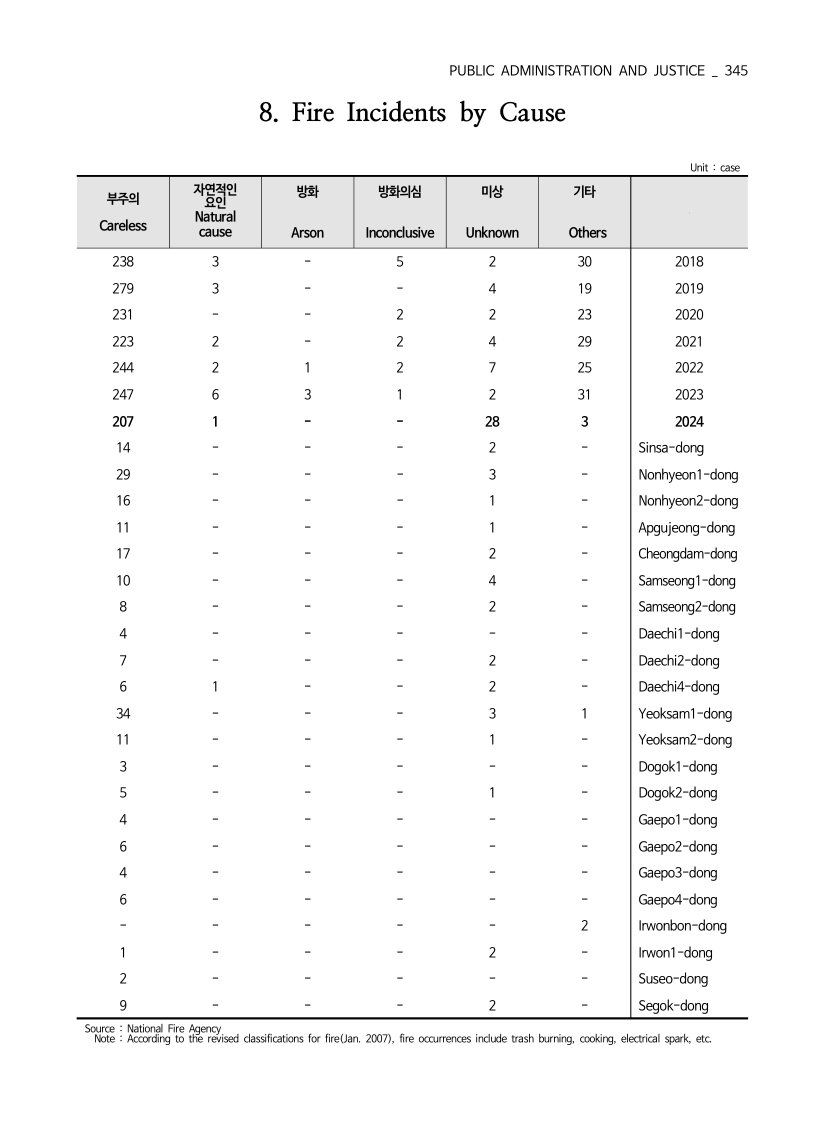 PUBLIC ADMINISTRATION AND JUSTICE _ 345
8. Fire Incidents by Cause
Unit : case
부주의 자연적인 요인 방화 방화의심 미상 기타
Careless Natural cause Arson Inconclusive Unknown Others
238 3 - 5 2 30 2018
279 3 - - 4 19 2019
231 - - 2 2 23 2020
223 2 - 2 4 29 2021
244 2 1 2 7 25 2022
247 6 3 1 2 31 2023
207 1 - - 28 3 2024
14 - - - 2 - Sinsa-dong
29 - - - 3 - Nonhyeon1-dong
16 - - - 1 - Nonhyeon2-dong
11 - - - 1 - Apgujeong-dong
17 - - - 2 - Cheongdam-dong
10 - - - 4 - Samseong1-dong
8 - - - 2 - Samseong2-dong
4 - - - - - Daechi1-dong
7 - - - 2 - Daechi2-dong
6 1 - - 2 - Daechi4-dong
34 - - - 3 1 Yeoksam1-dong
11 - - - 1 - Yeoksam2-dong
3 - - - - - Dogok1-dong
5 - - - 1 - Dogok2-dong
4 - - - - - Gaepo1-dong
6 - - - - - Gaepo2-dong
4 - - - - - Gaepo3-dong
6 - - - - - Gaepo4-dong
- - - - - 2 Irwonbon-dong
1 - - - 2 - Irwon1-dong
2 - - - - - Suseo-dong
9 - - - 2 - Segok-dong
Source : National Fire Agency
Note : According to the revised classifications for fire(Jan. 2007), fire occurrences include trash burning, cooking, electrical spark, etc.